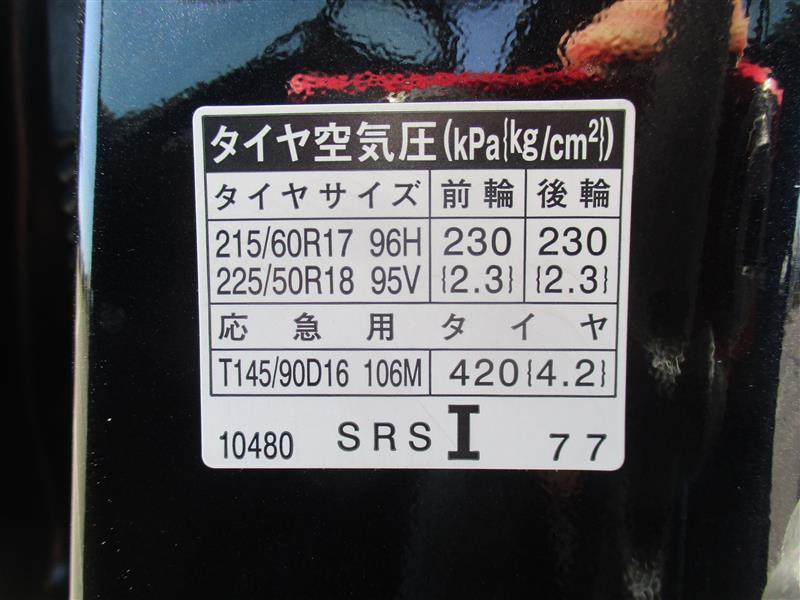 タイヤ空気圧(kPa{kg/cm²})
タイヤサイズ 前輪 後輪
215/60R17 96H 230 230
225/50R18 95V {2.3} {2.3}
応急用タイヤ
T145/90D16 106M 420{4.2}
10480 SRS I 77